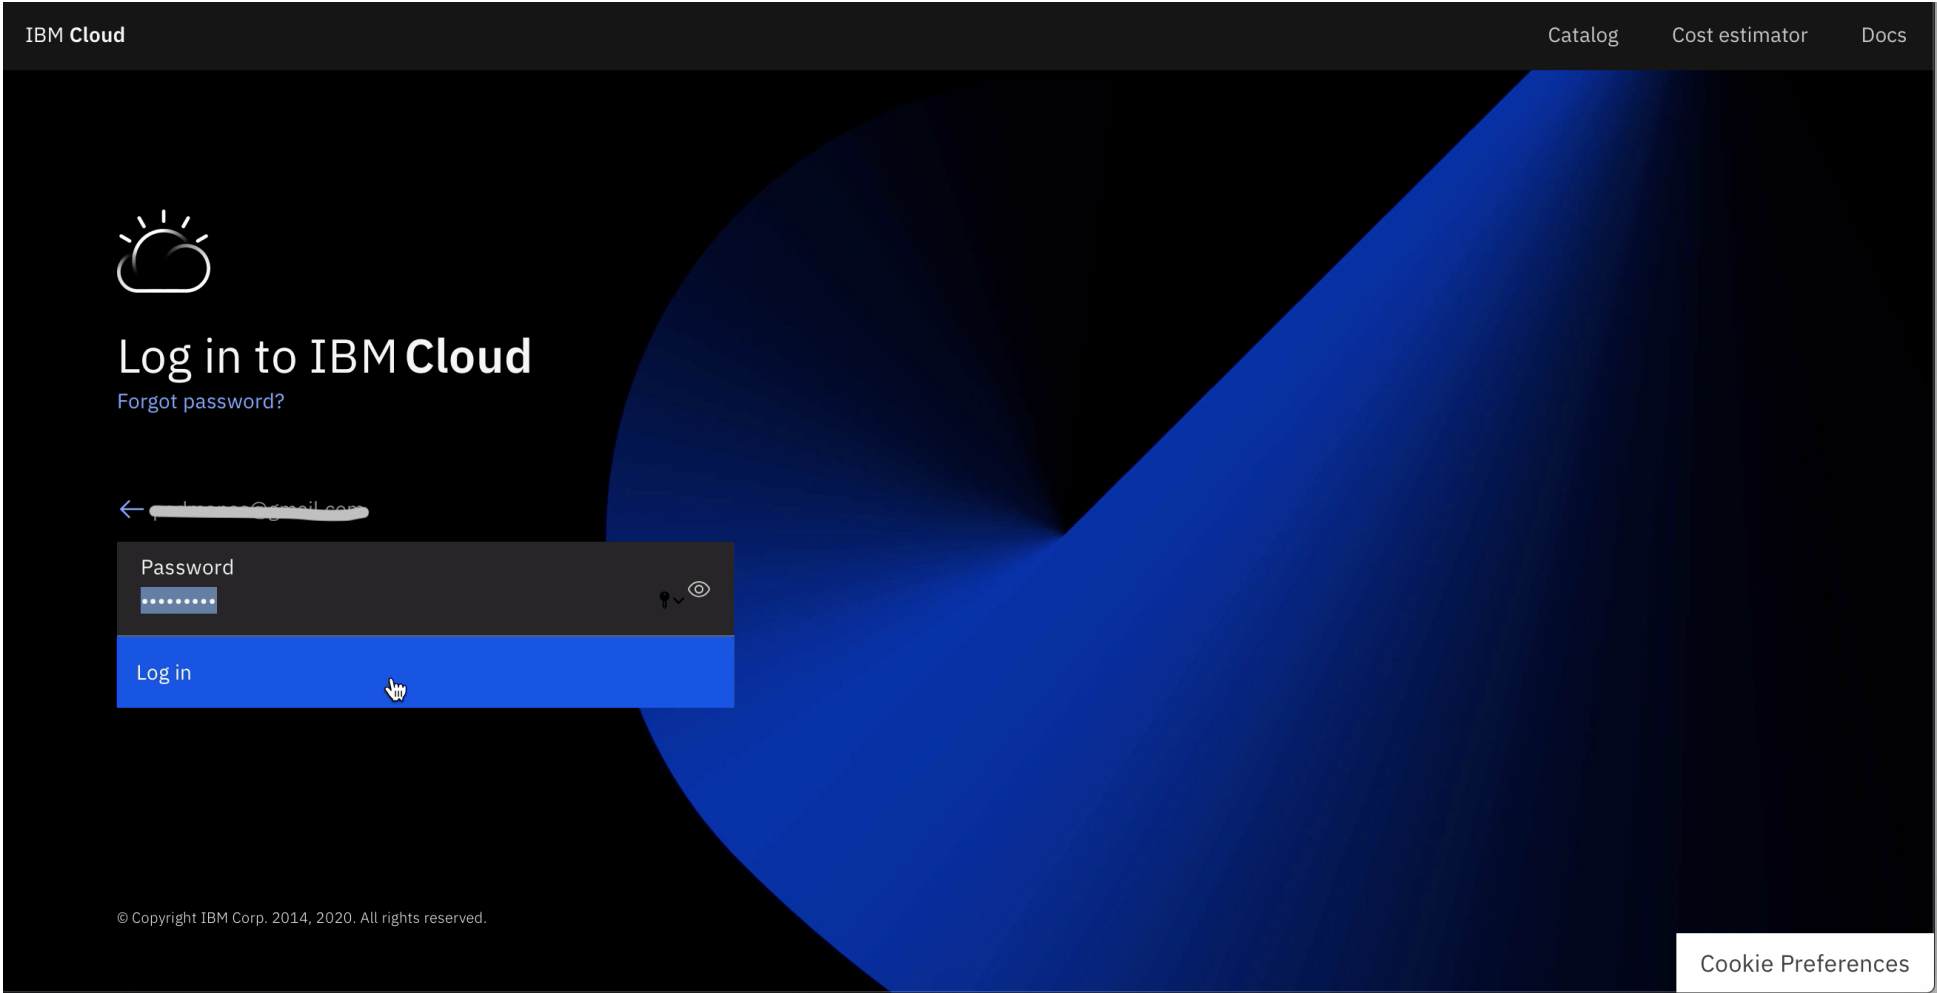 IBM Cloud
Catalog
Cost estimator
Docs
Log in to IBM Cloud
Forgot password?
Password
Log in
© Copyright IBM Corp. 2014, 2020. All rights reserved.
Cookie Preferences